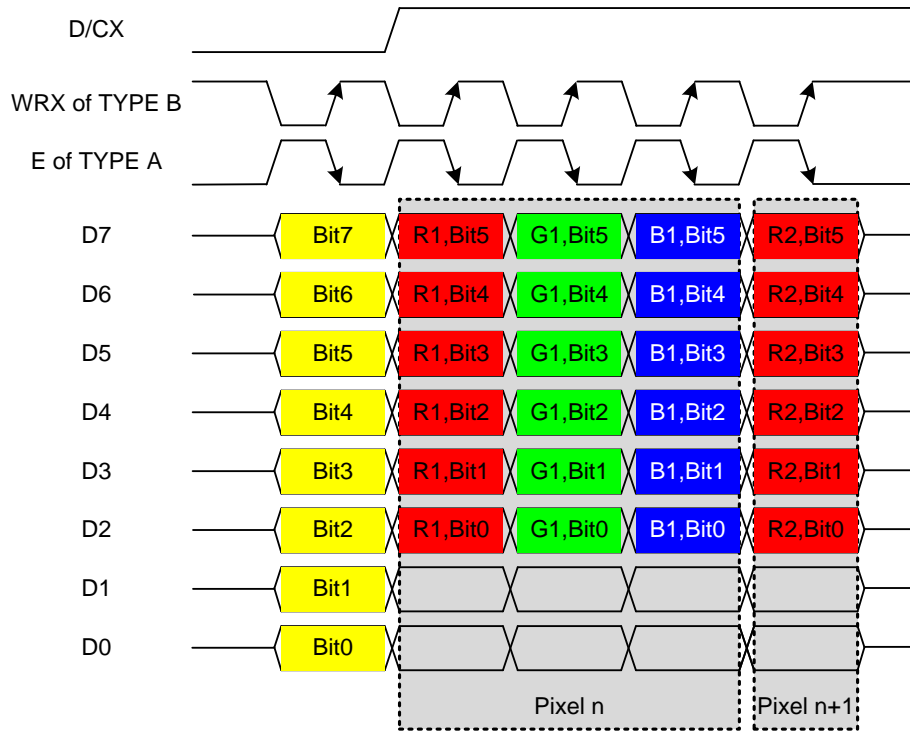 D/CX
WRX of TYPE B
E of TYPE A
D7 Bit7 R1,Bit5 G1,Bit5 B1,Bit5 R2,Bit5
D6 Bit6 R1,Bit4 G1,Bit4 B1,Bit4 R2,Bit4
D5 Bit5 R1,Bit3 G1,Bit3 B1,Bit3 R2,Bit3
D4 Bit4 R1,Bit2 G1,Bit2 B1,Bit2 R2,Bit2
D3 Bit3 R1,Bit1 G1,Bit1 B1,Bit1 R2,Bit1
D2 Bit2 R1,Bit0 G1,Bit0 B1,Bit0 R2,Bit0
D1 Bit1
D0 Bit0
Pixel n Pixel n+1